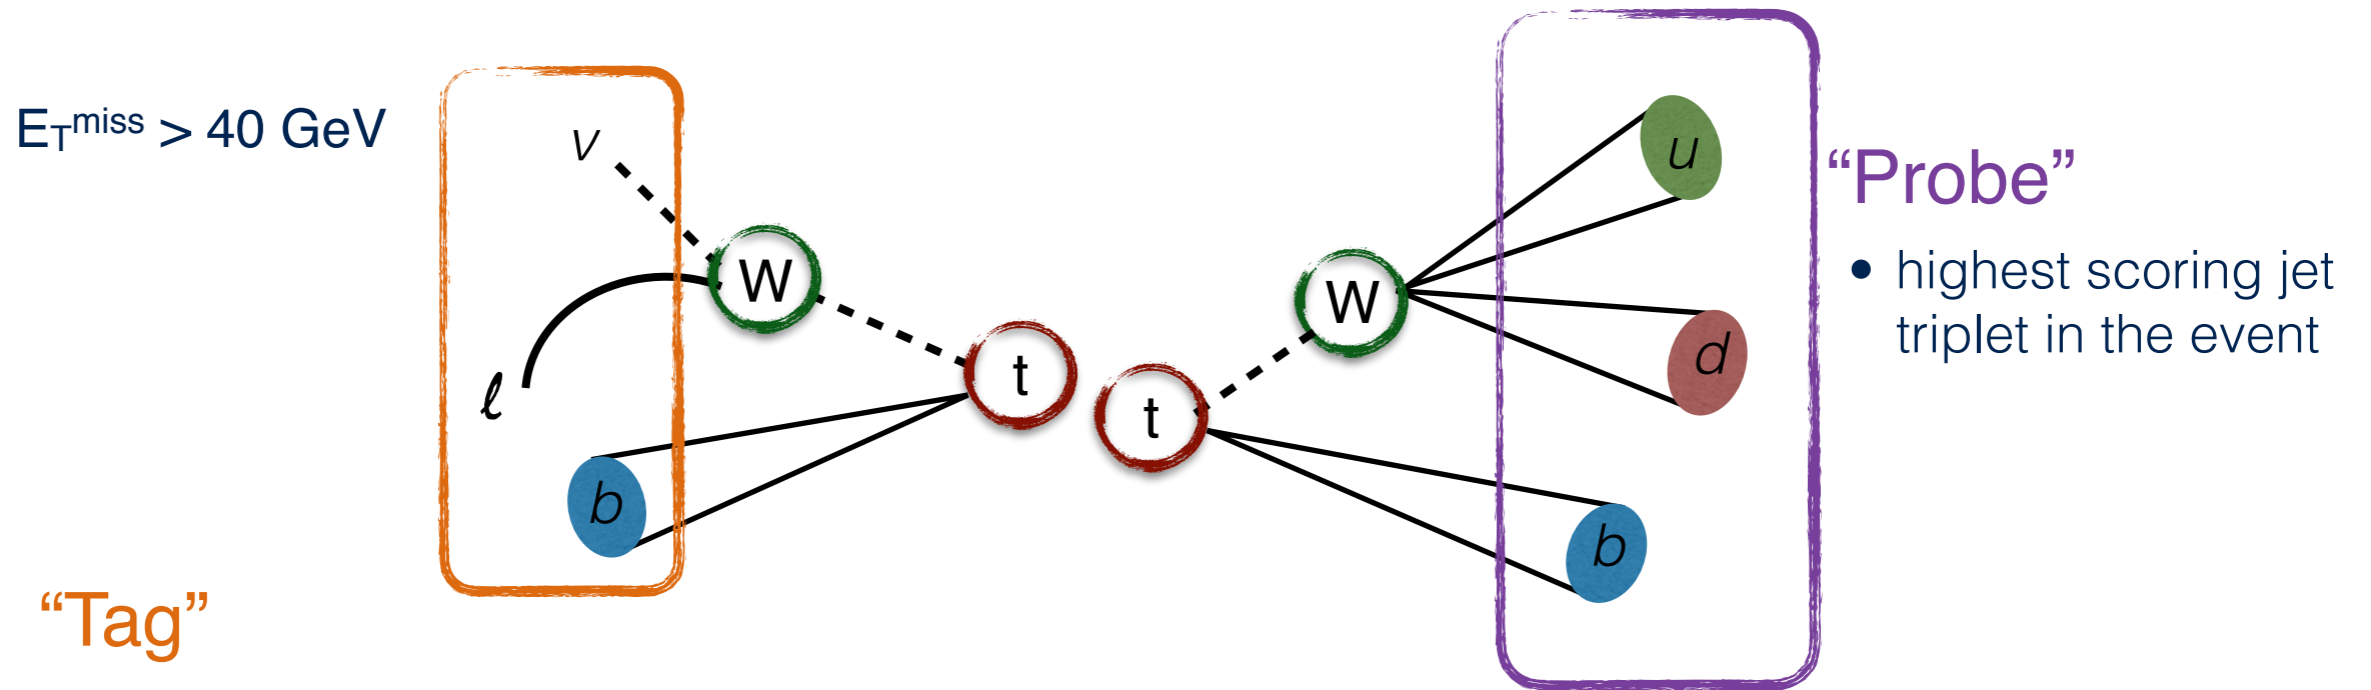 E_T^miss > 40 GeV
ν
W
ℓ
t
b
“Tag”
t
W
u
d
b
“Probe”
• highest scoring jet
triplet in the event